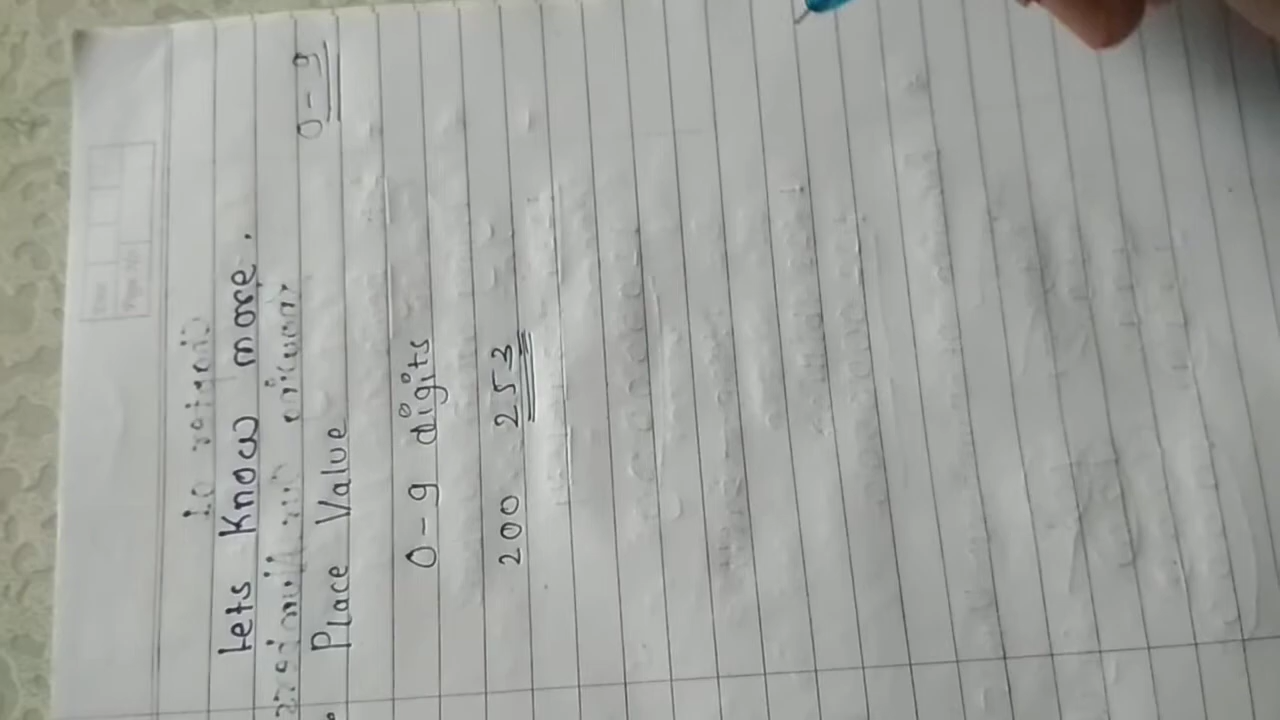 Lets Know more.
0-9
Place Value
0-9 digits
200 253